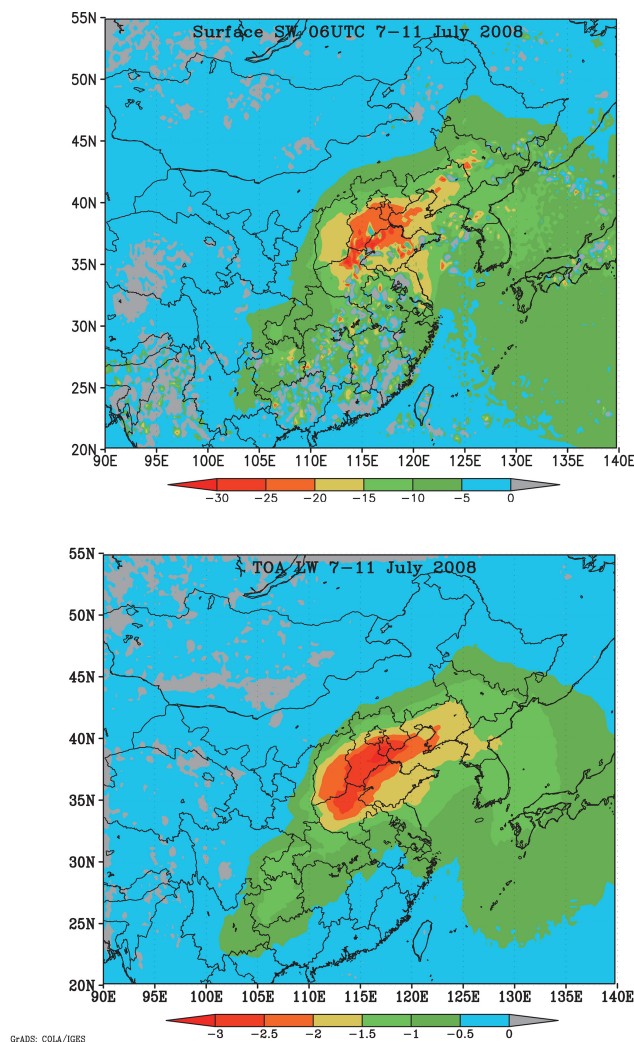 55N
Surface SW 06UTC 7-11 July 2008
50N
45N
40N
35N
30N
25N
20N
90E 95E 100E 105E 110E 115E 120E 125E 130E 135E 140E
-30 -25 -20 -15 -10 -5 0
55N
TOA LW 7-11 July 2008
50N
45N
40N
35N
30N
25N
20N
90E 95E 100E 105E 110E 115E 120E 125E 130E 135E 140E
-3 -2.5 -2 -1.5 -1 -0.5 0
GrADS: COLA/IGES